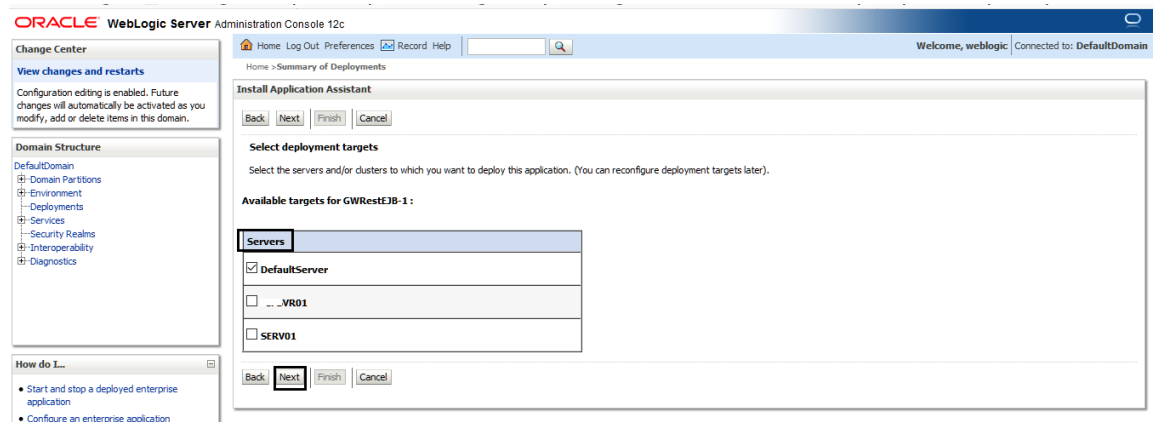 ORACLE WebLogic Server Administration Console 12c
Change Center
View changes and restarts
Configuration editing is enabled. Future
changes will automatically be activated as you
modify, add or delete items in this domain.
Domain Structure
DefaultDomain
Domain Partitions
Environment
Deployments
Services
Security Realms
Interoperability
Diagnostics
How do I...
• Start and stop a deployed enterprise
application
• Configure an enterprise application
Home Log Out Preferences Record Help
Welcome, weblogic Connected to: DefaultDomain
Home >Summary of Deployments
Install Application Assistant
Back Next Finish Cancel
Select deployment targets
Select the servers and/or clusters to which you want to deploy this application. (You can reconfigure deployment targets later).
Available targets for GWRestEJB-1 :
Servers
DefaultServer
VR01
SERV01
Back Next Finish Cancel